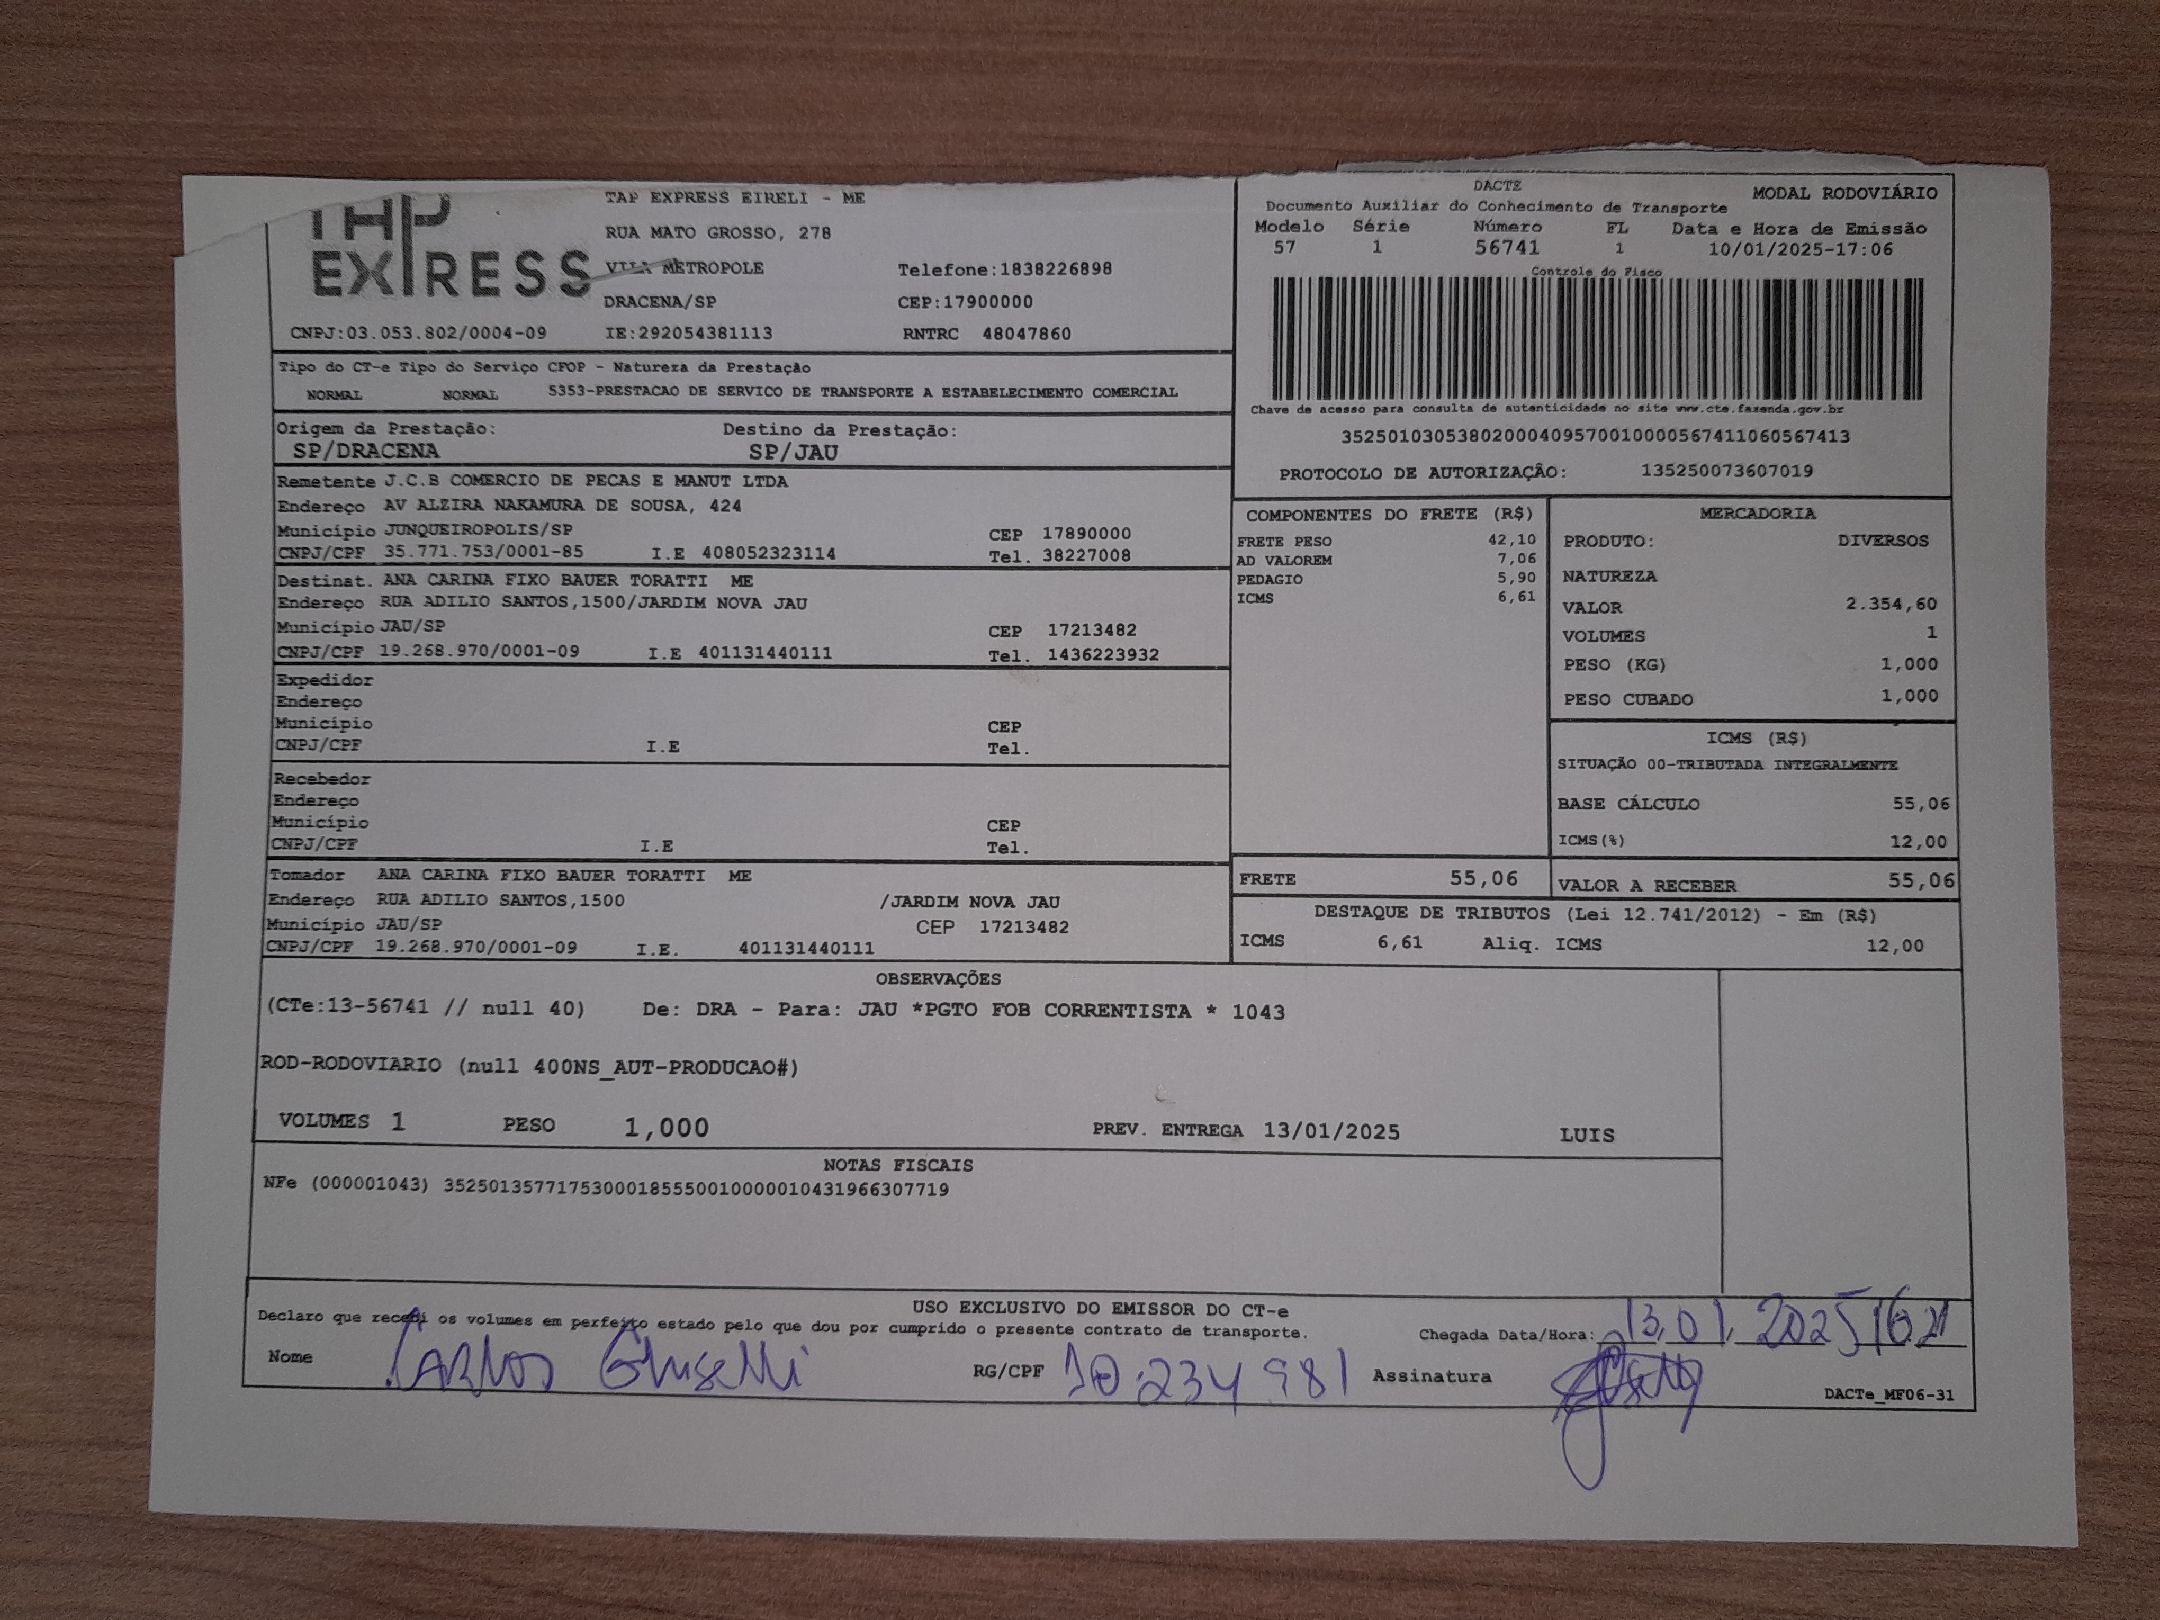 TAP
EXPRESS
TAP EXPRESS EIRELI - ME
RUA MATO GROSSO, 278
VILA METROPOLE Telefone:1838226898
DRACENA/SP CEP:17900000
CNPJ:03.053.802/0004-09 IE:292054381113 RNTRC 48047860
DACTE MODAL RODOVIÁRIO
Documento Auxiliar do Conhecimento de Transporte
Modelo Série Número FL Data e Hora de Emissão
57 1 56741 1 10/01/2025-17:06
Controle do Fisco
Chave de acesso para consulta de autenticidade no site www.cte.fazenda.gov.br
35250103053802000409570010000567411060567413
PROTOCOLO DE AUTORIZAÇÃO: 135250073607019
Tipo do CT-e Tipo do Serviço CFOP - Natureza da Prestação
NORMAL NORMAL 5353-PRESTACAO DE SERVICO DE TRANSPORTE A ESTABELECIMENTO COMERCIAL
Origem da Prestação: Destino da Prestação:
SP/DRACENA SP/JAU
Remetente J.C.B COMERCIO DE PECAS E MANUT LTDA
Endereço AV ALZIRA NAKAMURA DE SOUSA, 424
Município JUNQUEIROPOLIS/SP CEP 17890000
CNPJ/CPF 35.771.753/0001-85 I.E 408052323114 Tel. 38227008
Destinat. ANA CARINA FIXO BAUER TORATTI ME
Endereço RUA ADILIO SANTOS,1500/JARDIM NOVA JAU
Município JAU/SP CEP 17213482
CNPJ/CPF 19.268.970/0001-09 I.E 401131440111 Tel. 1436223932
Expedidor
Endereço
Município CEP
CNPJ/CPF I.E Tel.
Recebedor
Endereço
Município CEP
CNPJ/CPF I.E Tel.
Tomador ANA CARINA FIXO BAUER TORATTI ME
Endereço RUA ADILIO SANTOS,1500 /JARDIM NOVA JAU
Município JAU/SP CEP 17213482
CNPJ/CPF 19.268.970/0001-09 I.E. 401131440111
COMPONENTES DO FRETE (R$)
FRETE PESO 42,10
AD VALOREM 7,06
PEDAGIO 5,90
ICMS 6,61
MERCADORIA
PRODUTO: DIVERSOS
NATUREZA
VALOR 2.354,60
VOLUMES 1
PESO (KG) 1,000
PESO CUBADO 1,000
ICMS (R$)
SITUAÇÃO 00-TRIBUTADA INTEGRALMENTE
BASE CÁLCULO 55,06
ICMS(%) 12,00
FRETE 55,06 VALOR A RECEBER 55,06
DESTAQUE DE TRIBUTOS (Lei 12.741/2012) - Em (R$)
ICMS 6,61 Aliq. ICMS 12,00
OBSERVAÇÕES
(CTe:13-56741 // null 40) De: DRA - Para: JAU *PGTO FOB CORRENTISTA * 1043
ROD-RODOVIARIO (null 400NS_AUT-PRODUCAO#)
VOLUMES 1 PESO 1,000 PREV. ENTREGA 13/01/2025 LUIS
NOTAS FISCAIS
NFe (000001043) 35250135771753000185550010000010431966307719
USO EXCLUSIVO DO EMISSOR DO CT-e
Declaro que recebi os volumes em perfeito estado pelo que dou por cumprido o presente contrato de transporte.
Chegada Data/Hora: 13.01.2025 1621
Nome Carlos Ghiselli RG/CPF 10.234981 Assinatura
DACTe_MF06-31